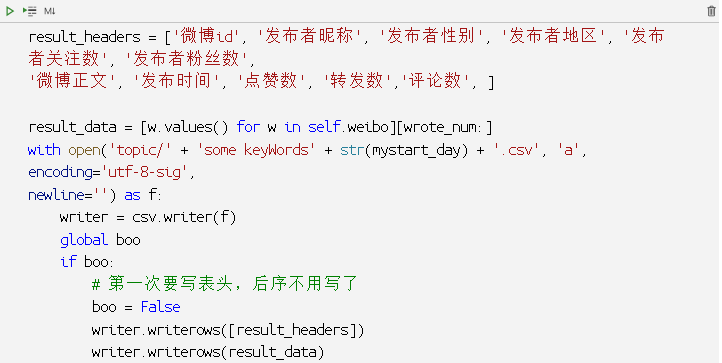 M↓
result_headers = ['微博id', '发布者昵称', '发布者性别', '发布者地区', '发布
者关注数', '发布者粉丝数',
'微博正文', '发布时间', '点赞数', '转发数','评论数', ]
result_data = [w.values() for w in self.weibo][wrote_num:]
with open('topic/' + 'some keyWords' + str(mystart_day) + '.csv', 'a',
encoding='utf-8-sig',
newline='') as f:
    writer = csv.writer(f)
    global boo
    if boo:
        # 第一次要写表头，后序不用写了
        boo = False
        writer.writerows([result_headers])
        writer.writerows(result_data)